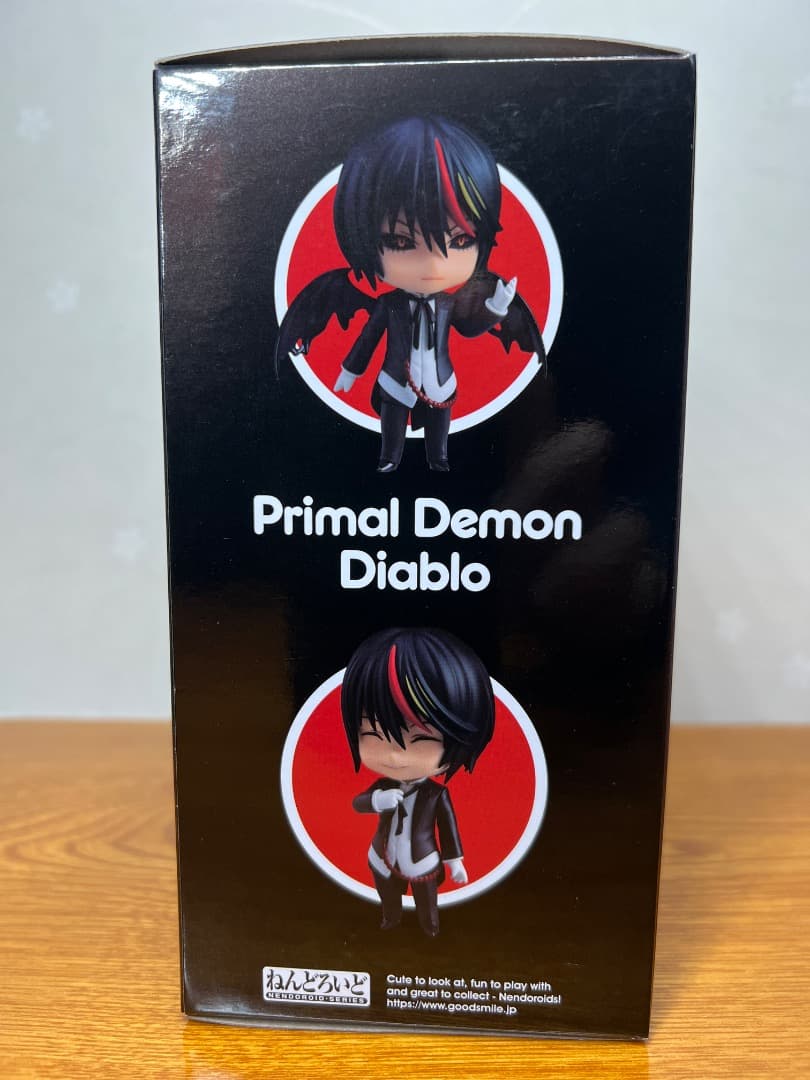 Primal Demon
Diablo
ねんどろいど
NENDOROID-SERIES
Cute to look at, fun to play with
and great to collect - Nendoroids!
https://www.goodsmile.jp